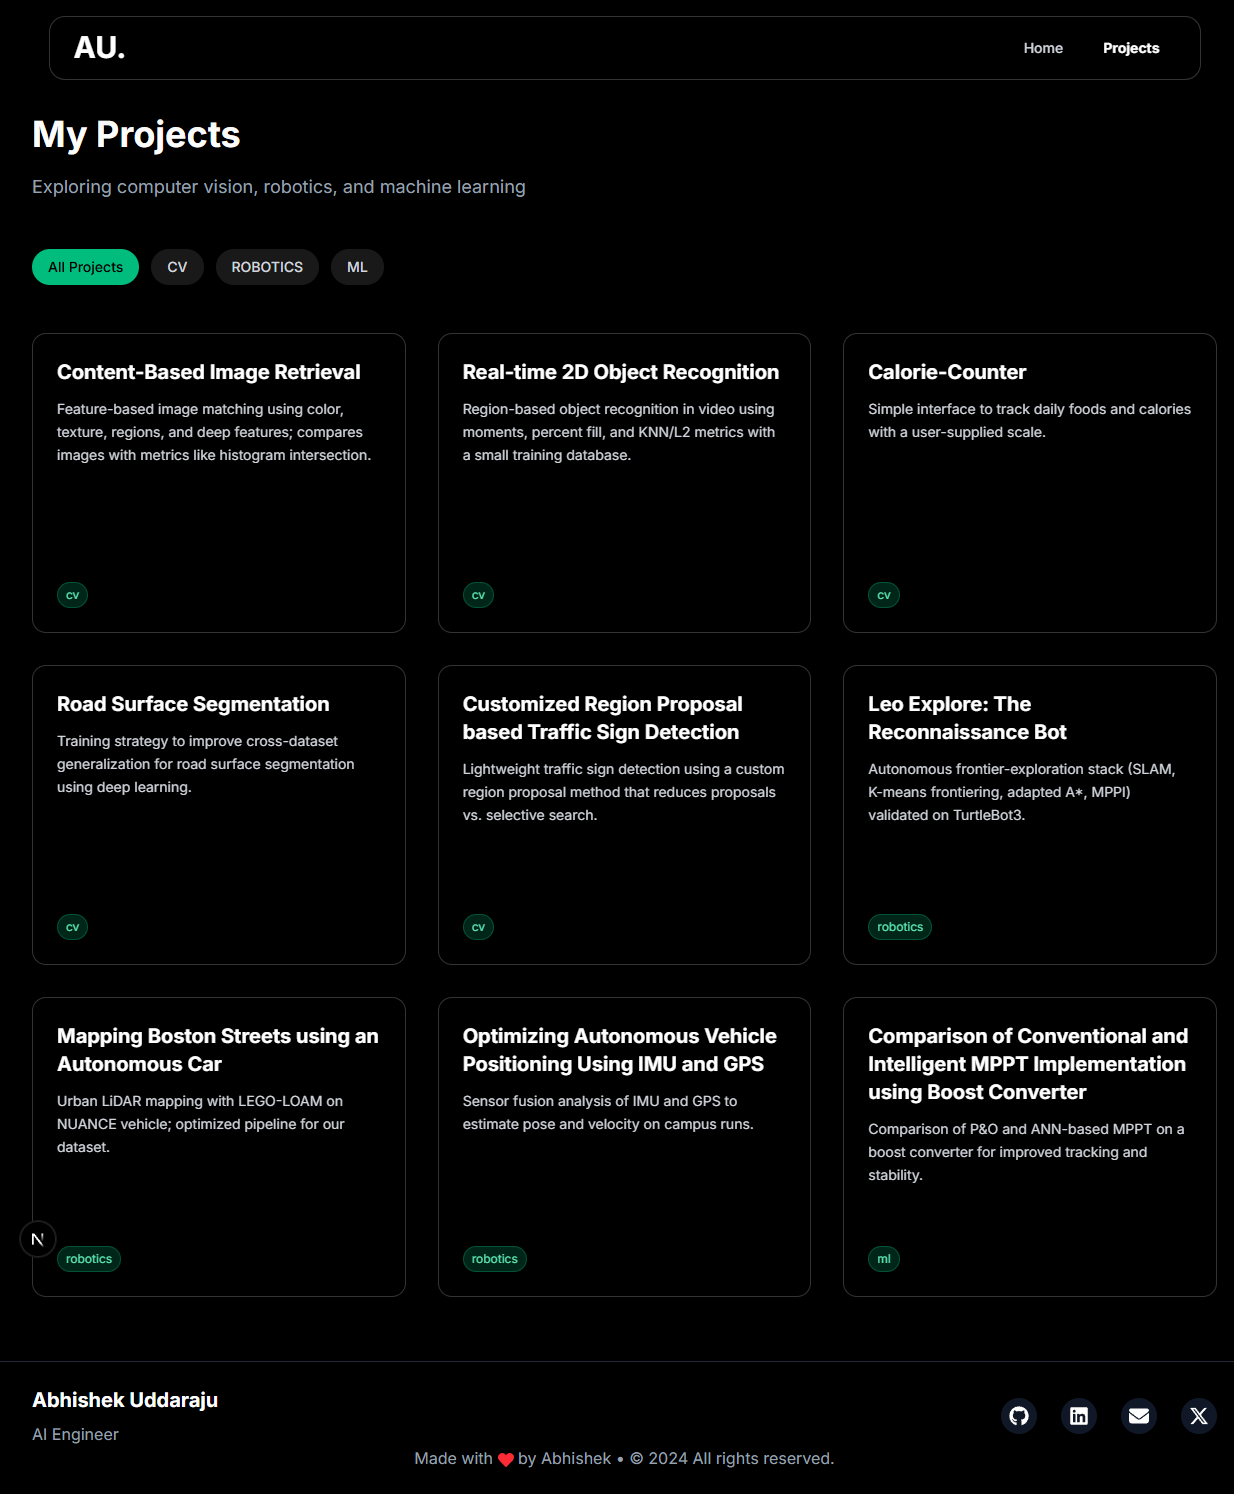 AU.
Home
Projects
My Projects
Exploring computer vision, robotics, and machine learning
All Projects
CV
ROBOTICS
ML
Content-Based Image Retrieval
Feature-based image matching using color,
texture, regions, and deep features; compares
images with metrics like histogram intersection.
cv
Real-time 2D Object Recognition
Region-based object recognition in video using
moments, percent fill, and KNN/L2 metrics with
a small training database.
cv
Calorie-Counter
Simple interface to track daily foods and calories
with a user-supplied scale.
cv
Road Surface Segmentation
Training strategy to improve cross-dataset
generalization for road surface segmentation
using deep learning.
cv
Customized Region Proposal
based Traffic Sign Detection
Lightweight traffic sign detection using a custom
region proposal method that reduces proposals
vs. selective search.
cv
Leo Explore: The
Reconnaissance Bot
Autonomous frontier-exploration stack (SLAM,
K-means frontiering, adapted A*, MPPI)
validated on TurtleBot3.
robotics
Mapping Boston Streets using an
Autonomous Car
Urban LiDAR mapping with LEGO-LOAM on
NUANCE vehicle; optimized pipeline for our
dataset.
N
robotics
Optimizing Autonomous Vehicle
Positioning Using IMU and GPS
Sensor fusion analysis of IMU and GPS to
estimate pose and velocity on campus runs.
robotics
Comparison of Conventional and
Intelligent MPPT Implementation
using Boost Converter
Comparison of P&O and ANN-based MPPT on a
boost converter for improved tracking and
stability.
ml
Abhishek Uddaraju
AI Engineer
Made with ❤️ by Abhishek • © 2024 All rights reserved.